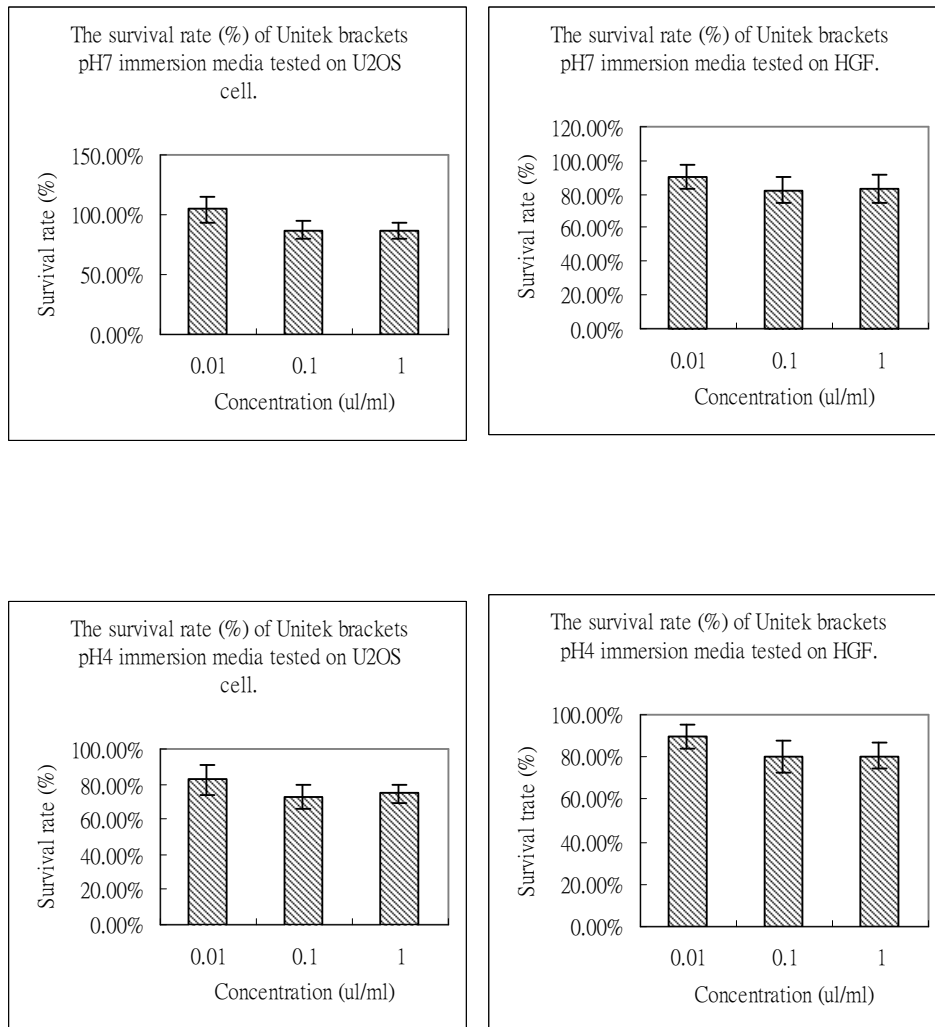 The survival rate (%) of Unitek brackets
pH7 immersion media tested on U2OS
cell.
150.00%
100.00%
50.00%
0.00%
Survival rate (%)
0.01 0.1 1
Concentration (ul/ml)
The survival rate (%) of Unitek brackets
pH7 immersion media tested on HGF.
120.00%
100.00%
80.00%
60.00%
40.00%
20.00%
0.00%
Survival rate (%)
0.01 0.1 1
Concentration (ul/ml)
The survival rate (%) of Unitek brackets
pH4 immersion media tested on U2OS
cell.
100.00%
80.00%
60.00%
40.00%
20.00%
0.00%
Survival rate (%)
0.01 0.1 1
Concentration (ul/ml)
The survival rate (%) of Unitek brackets
pH4 immersion media tested on HGF.
100.00%
80.00%
60.00%
40.00%
20.00%
0.00%
Survival trate (%)
0.01 0.1 1
Concentration (ul/ml)